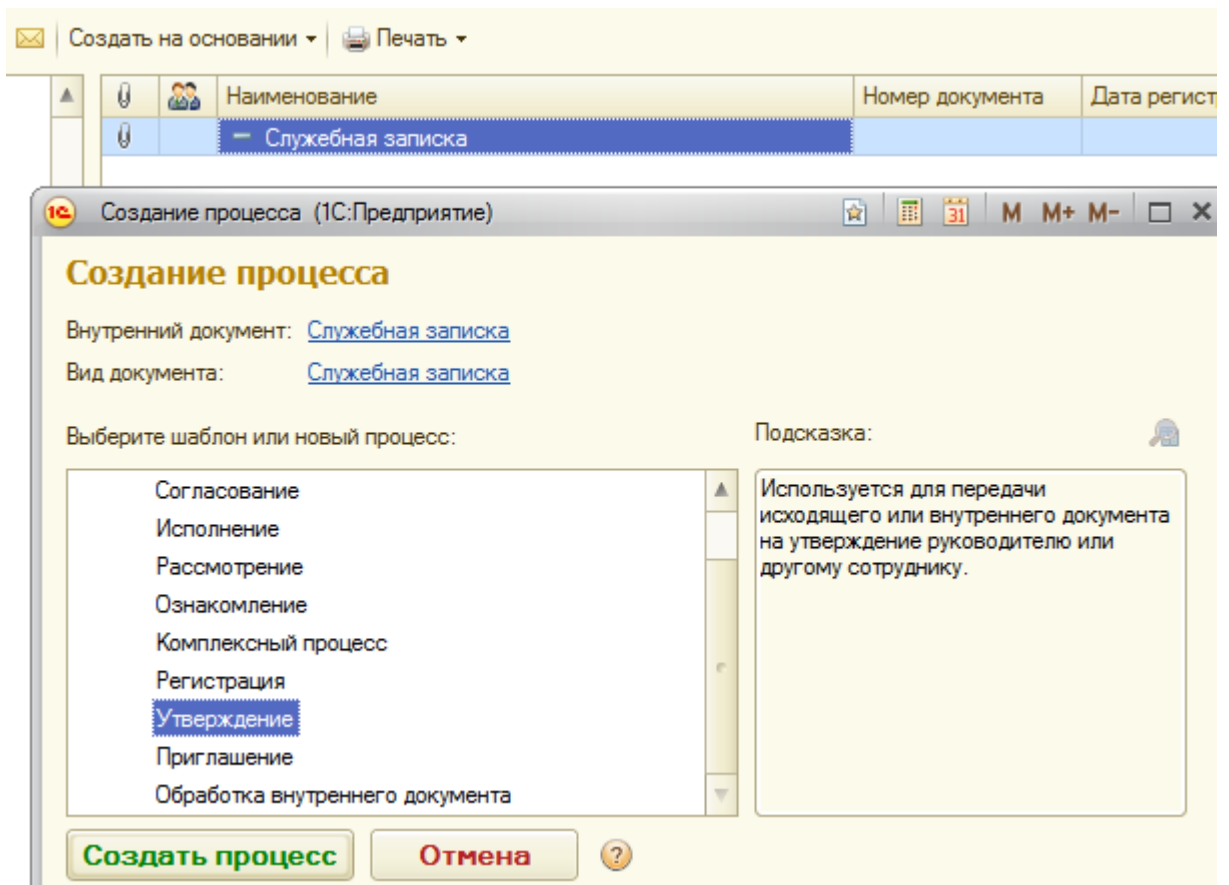 Создать на основании Печать
Наименование Номер документа Дата регист
Служебная записка
1С Создание процесса (1С:Предприятие) 31 M M+ M-
Создание процесса
Внутренний документ: Служебная записка
Вид документа: Служебная записка
Выберите шаблон или новый процесс:
Подсказка:
Согласование
Исполнение
Рассмотрение
Ознакомление
Комплексный процесс
Регистрация
Утверждение
Приглашение
Обработка внутреннего документа
Используется для передачи
исходящего или внутреннего документа
на утверждение руководителю или
другому сотруднику.
Создать процесс Отмена ?